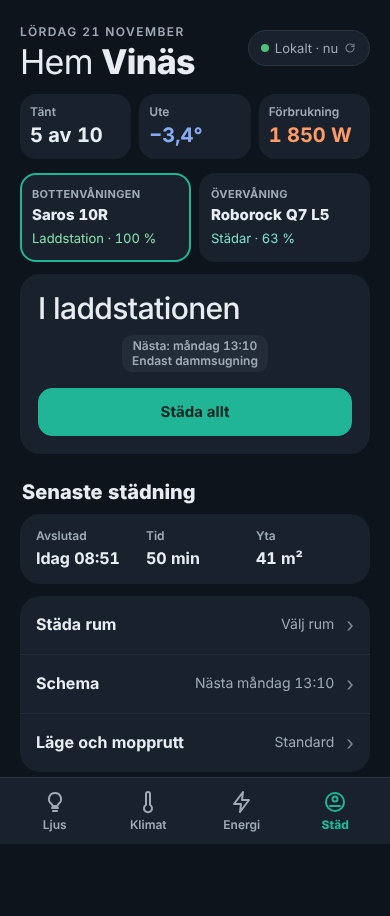 LÖRDAG 21 NOVEMBER
Hem Vinäs
Lokalt · nu
Tänt
5 av 10
Ute
−3,4°
Förbrukning
1 850 W
BOTTENVÅNINGEN
Saros 10R
Laddstation · 100 %
ÖVERVÅNING
Roborock Q7 L5
Städar · 63 %
I laddstationen
Nästa: måndag 13:10
Endast dammsugning
Städa allt
Senaste städning
Avslutad
Idag 08:51
Tid
50 min
Yta
41 m²
Städa rum
Välj rum
Schema
Nästa måndag 13:10
Läge och mopprutt
Standard
Ljus
Klimat
Energi
Städ